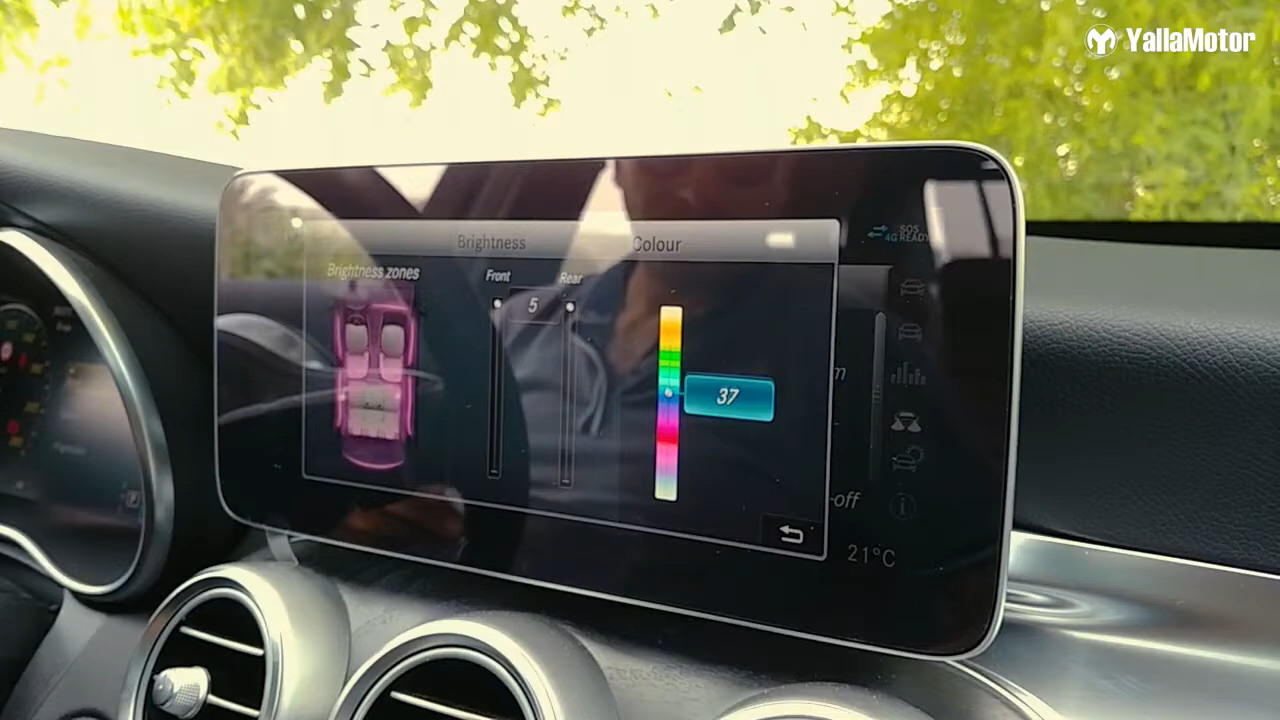 YallaMotor
Brightness
Colour
SOS
4G READY
Brightness zones
Front
5
Rear
m
37
-off
21°C